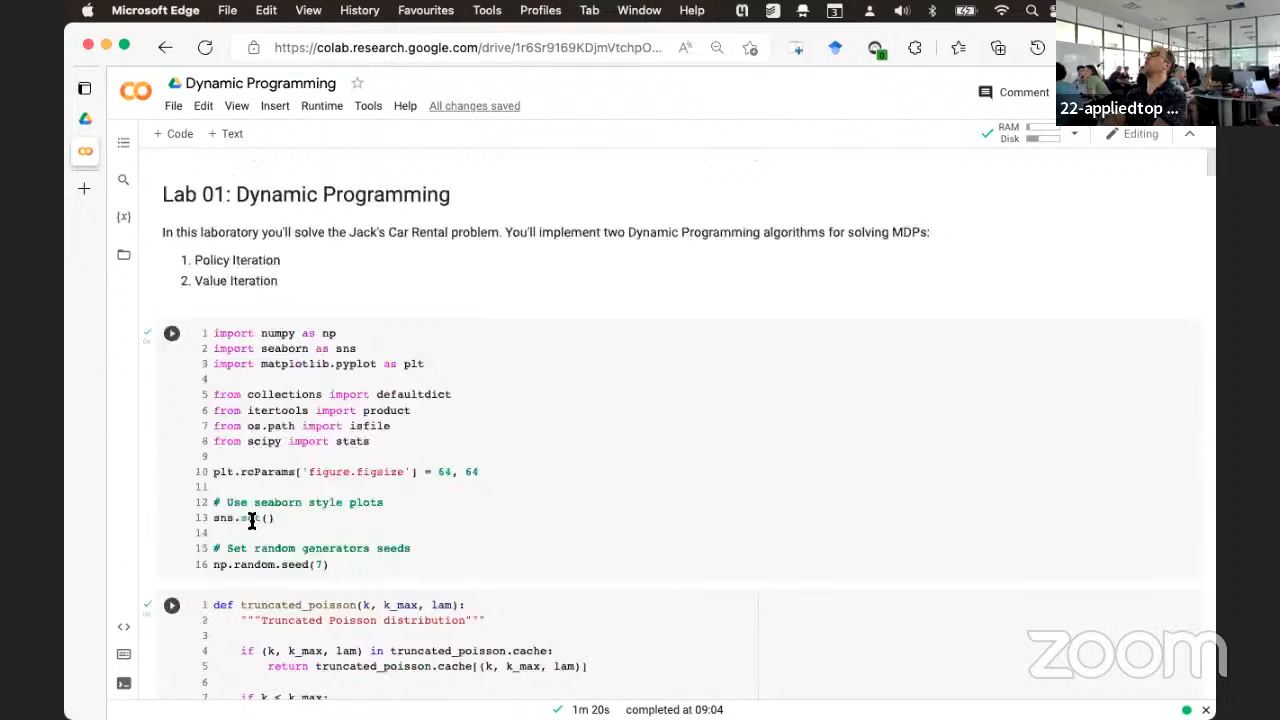 Microsoft Edge File Edit View History Favourites Tools Profiles Tab Window Help
https://colab.research.google.com/drive/1r6Sr9169KDjmVtchpO...
22-appliedtop ...
Dynamic Programming
File Edit View Insert Runtime Tools Help All changes saved
Comment
+ Code + Text
RAM
Disk
Editing
Lab 01: Dynamic Programming
In this laboratory you'll solve the Jack's Car Rental problem. You'll implement two Dynamic Programming algorithms for solving MDPs:
1. Policy Iteration
2. Value Iteration
1 import numpy as np
2 import seaborn as sns
3 import matplotlib.pyplot as plt
4
5 from collections import defaultdict
6 from itertools import product
7 from os.path import isfile
8 from scipy import stats
9
10 plt.rcParams['figure.figsize'] = 64, 64
11
12 # Use seaborn style plots
13 sns.set()
14
15 # Set random generators seeds
16 np.random.seed(7)
1 def truncated_poisson(k, k_max, lam):
2 """Truncated Poisson distribution"""
3
4 if (k, k_max, lam) in truncated_poisson.cache:
5 return truncated_poisson.cache[(k, k_max, lam)]
6
7 if k < k_max:
zoom
1m 20s completed at 09:04